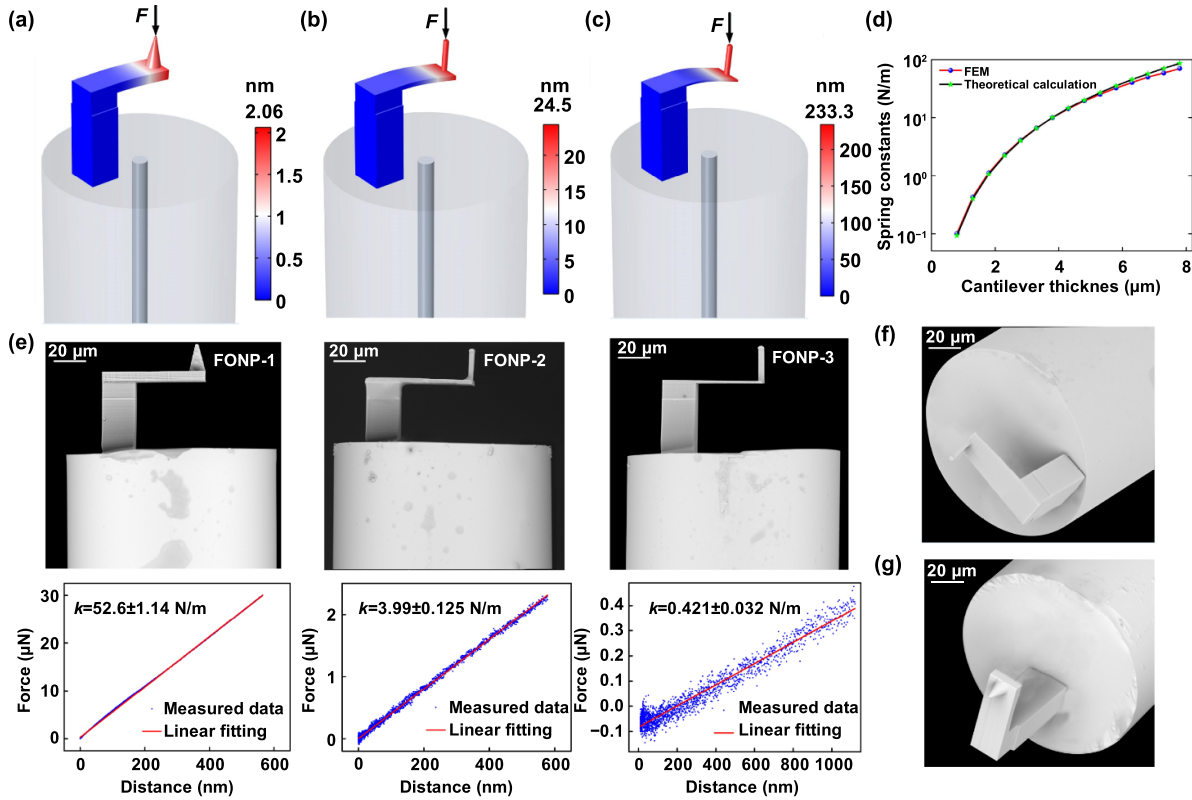 (a)
F
nm
2.06
2
1.5
1
0.5
0
(b)
F
nm
24.5
20
15
10
5
0
(c)
F
nm
233.3
200
150
100
50
0
(d)
Spring constants (N/m)
10²
10¹
10⁰
10⁻¹
FEM
Theoretical calculation
0 2 4 6 8
Cantilever thicknes (μm)
(e)
20 μm
FONP-1
20 μm
FONP-2
20 μm
FONP-3
Force (μN)
30
20
10
0
k=52.6±1.14 N/m
Measured data
Linear fitting
0 200 400 600
Distance (nm)
Force (μN)
2
1
0
k=3.99±0.125 N/m
Measured data
Linear fitting
0 200 400 600
Distance (nm)
Force (μN)
0.4
0.3
0.2
0.1
0.0
−0.1
k=0.421±0.032 N/m
Measured data
Linear fitting
0 200 400 600 800 1000
Distance (nm)
(f)
20 μm
(g)
20 μm